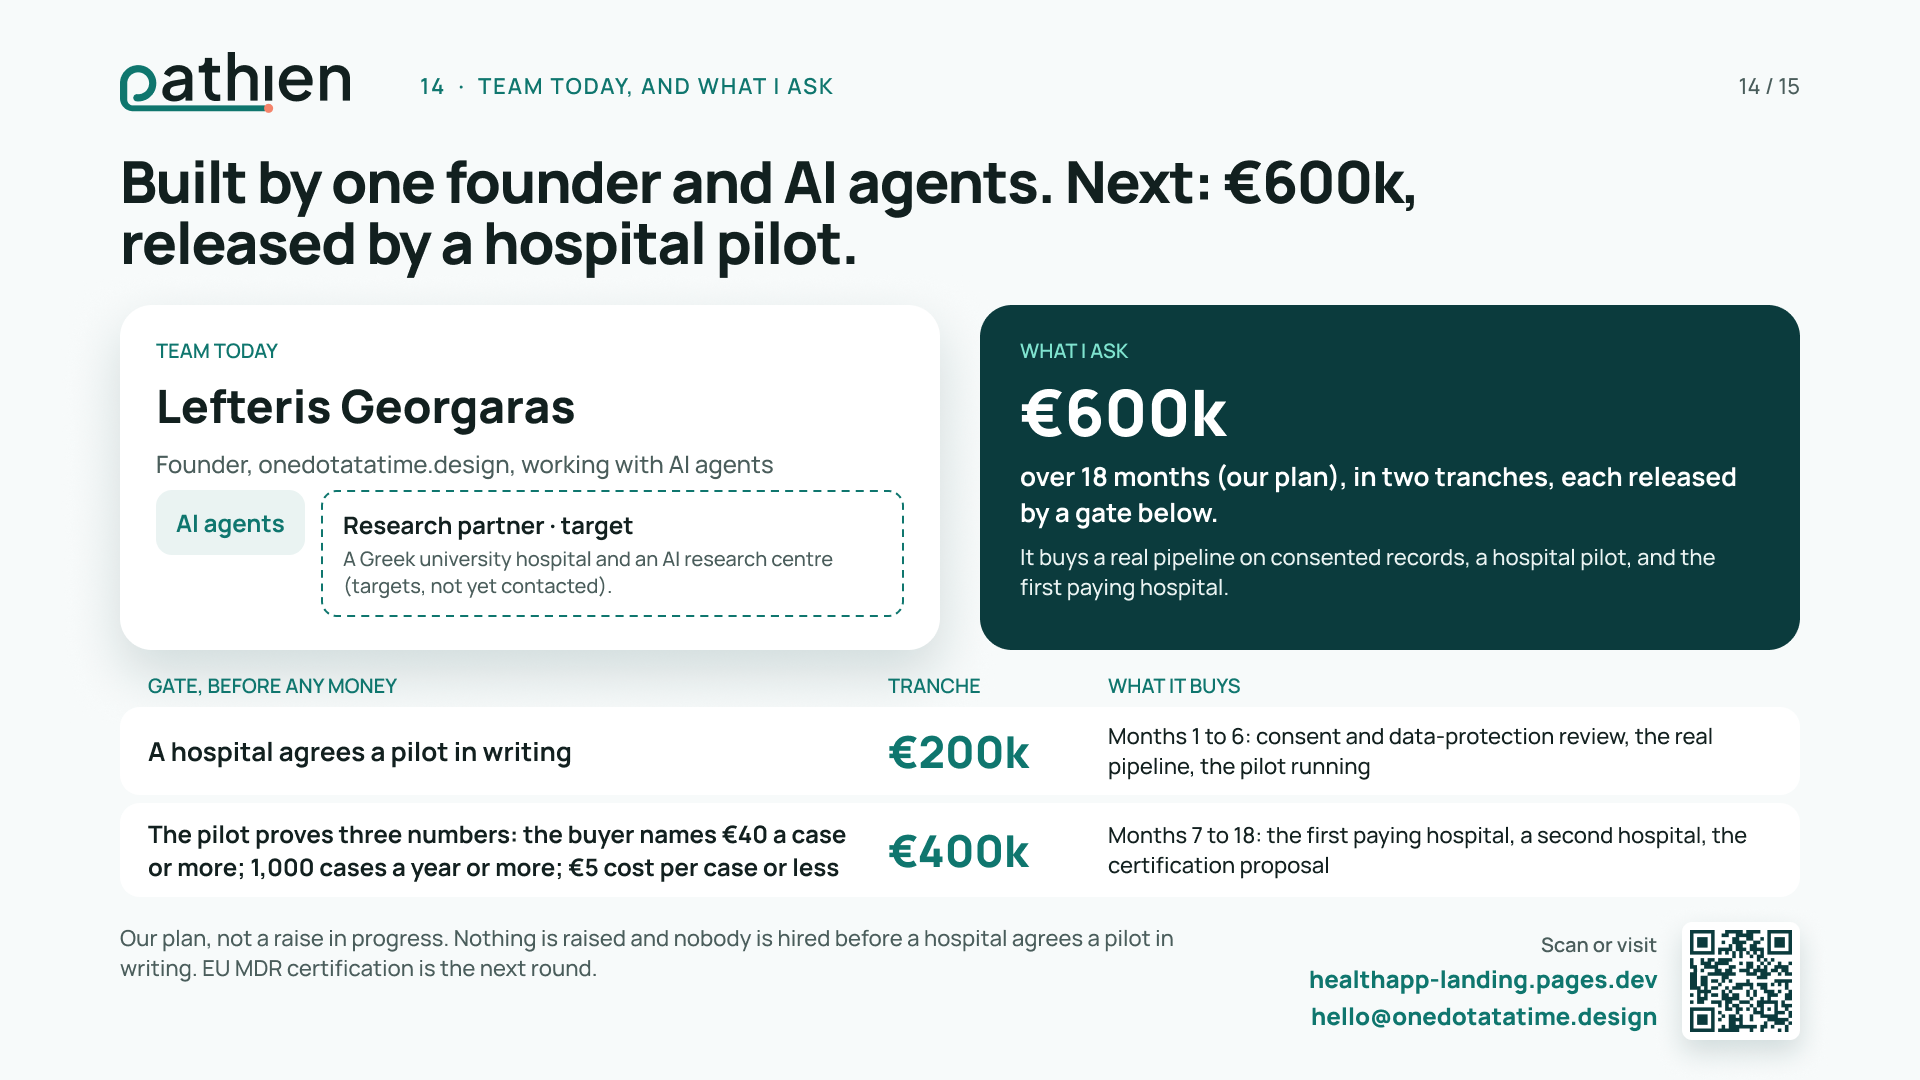 pathien
14 · TEAM TODAY, AND WHAT I ASK
14 / 15
Built by one founder and AI agents. Next: €600k,
released by a hospital pilot.
TEAM TODAY
Lefteris Georgaras
Founder, onedotatatime.design, working with AI agents
AI agents
Research partner · target
A Greek university hospital and an AI research centre
(targets, not yet contacted).
WHAT I ASK
€600k
over 18 months (our plan), in two tranches, each released
by a gate below.
It buys a real pipeline on consented records, a hospital pilot, and the
first paying hospital.
GATE, BEFORE ANY MONEY
TRANCHE
WHAT IT BUYS
A hospital agrees a pilot in writing
€200k
Months 1 to 6: consent and data-protection review, the real
pipeline, the pilot running
The pilot proves three numbers: the buyer names €40 a case
or more; 1,000 cases a year or more; €5 cost per case or less
€400k
Months 7 to 18: the first paying hospital, a second hospital, the
certification proposal
Our plan, not a raise in progress. Nothing is raised and nobody is hired before a hospital agrees a pilot in
writing. EU MDR certification is the next round.
Scan or visit
healthapp-landing.pages.dev
hello@onedotatatime.design